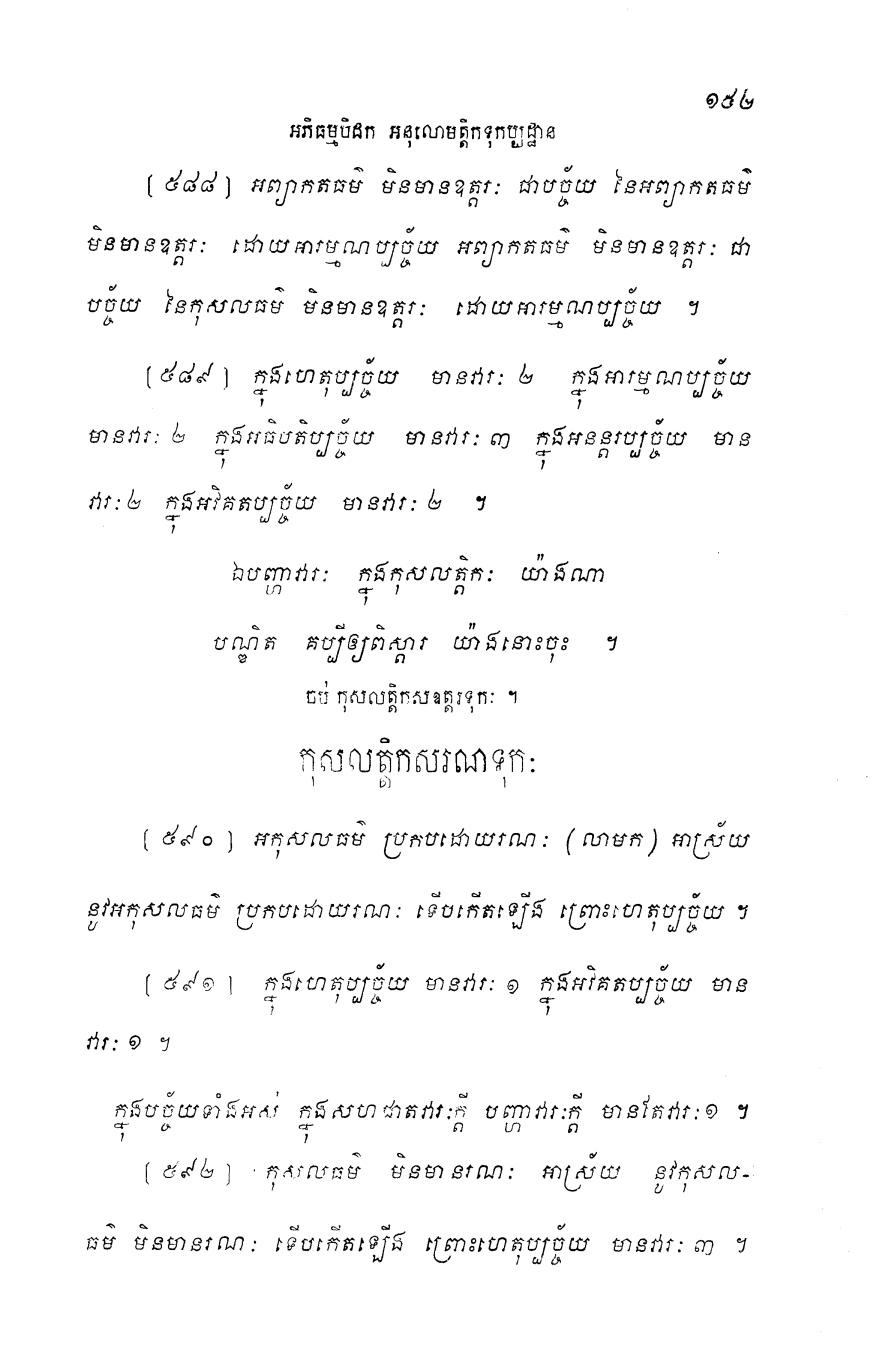 ១៥២
អភិធម្មបិដក អនុលោមត្តិកទុកប្បដ្ឋាន
[៥៨៨] អព្យាកតធម៌ មិនមានឧត្តរៈ ជាបច្ច័យ នៃអព្យាកតធម៌
មិនមានឧត្តរៈ ដោយអារម្មណប្បច្ច័យ អព្យាកតធម៌ មិនមានឧត្តរៈ ជា
បច្ច័យ នៃកុសលធម៌ មិនមានឧត្តរៈ ដោយអារម្មណប្បច្ច័យ ។
[៥៨៩] ក្នុងហេតុប្បច្ច័យ មានវារៈ ២ ក្នុងអារម្មណប្បច្ច័យ
មានវារៈ ២ ក្នុងអធិបតិប្បច្ច័យ មានវារៈ ៣ ក្នុងអនន្តរប្បច្ច័យ មាន
វារៈ ២ ក្នុងអវិគតប្បច្ច័យ មានវារៈ ២ ។
ឯបញ្ហាវារៈ ក្នុងកុសលត្តិកៈ យ៉ាងណា
បណ្ឌិត គប្បីឲ្យពិស្តារ យ៉ាងនោះចុះ ។
ចប់ កុសលត្តិកសឧត្តរទុកៈ ។
កុសលត្តិកសរណទុកៈ
[៥៩០] អកុសលធម៌ ប្រកបដោយរណៈ (លាមក) អាស្រ័យ
នូវអកុសលធម៌ ប្រកបដោយរណៈ ទើបកើតឡើង ព្រោះហេតុប្បច្ច័យ ។
[៥៩១] ក្នុងហេតុប្បច្ច័យ មានវារៈ ១ ក្នុងអវិគតប្បច្ច័យ មាន
វារៈ ១ ។
ក្នុងបច្ច័យទាំងអស់ ក្នុងសហជាតវារៈក្តី បញ្ហាវារៈក្តី មានតែវារៈ ១ ។
[៥៩២] កុសលធម៌ មិនមានរណៈ អាស្រ័យ នូវកុសល-
ធម៌ មិនមានរណៈ ទើបកើតឡើង ព្រោះហេតុប្បច្ច័យ មានវារៈ ៣ ។